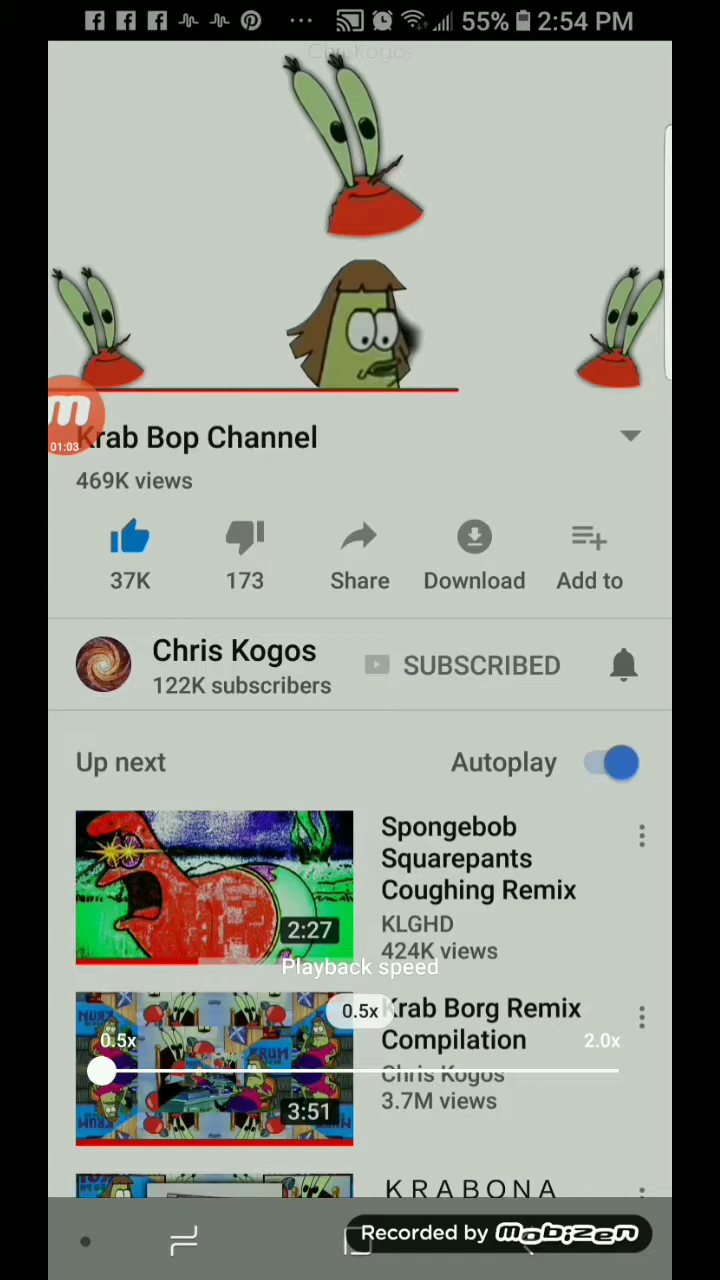 55% 2:54 PM
ChrisKogos
01:03
Krab Bop Channel
469K views
37K
173
Share
Download
Add to
Chris Kogos
122K subscribers
SUBSCRIBED
Up next
Autoplay
Spongebob
Squarepants
Coughing Remix
KLGHD
424K views
2:27
Playback speed
0.5x
Krab Borg Remix
Compilation
0.5x
2.0x
Chris Kogos
3.7M views
3:51
KRABONA
Recorded by mobizen